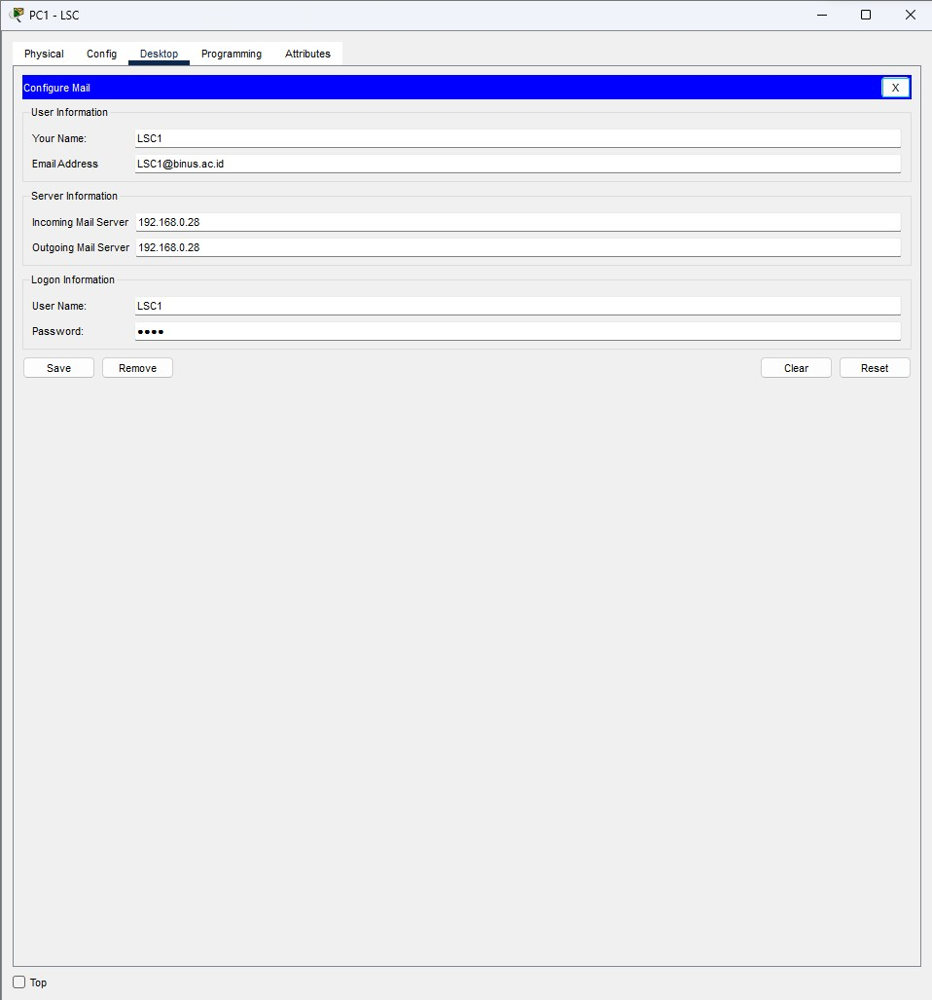 PC1 - LSC
Physical Config Desktop Programming Attributes
Configure Mail X
User Information
Your Name: LSC1
Email Address LSC1@binus.ac.id
Server Information
Incoming Mail Server 192.168.0.28
Outgoing Mail Server 192.168.0.28
Logon Information
User Name: LSC1
Password: ●●●●
Save Remove Clear Reset
Top